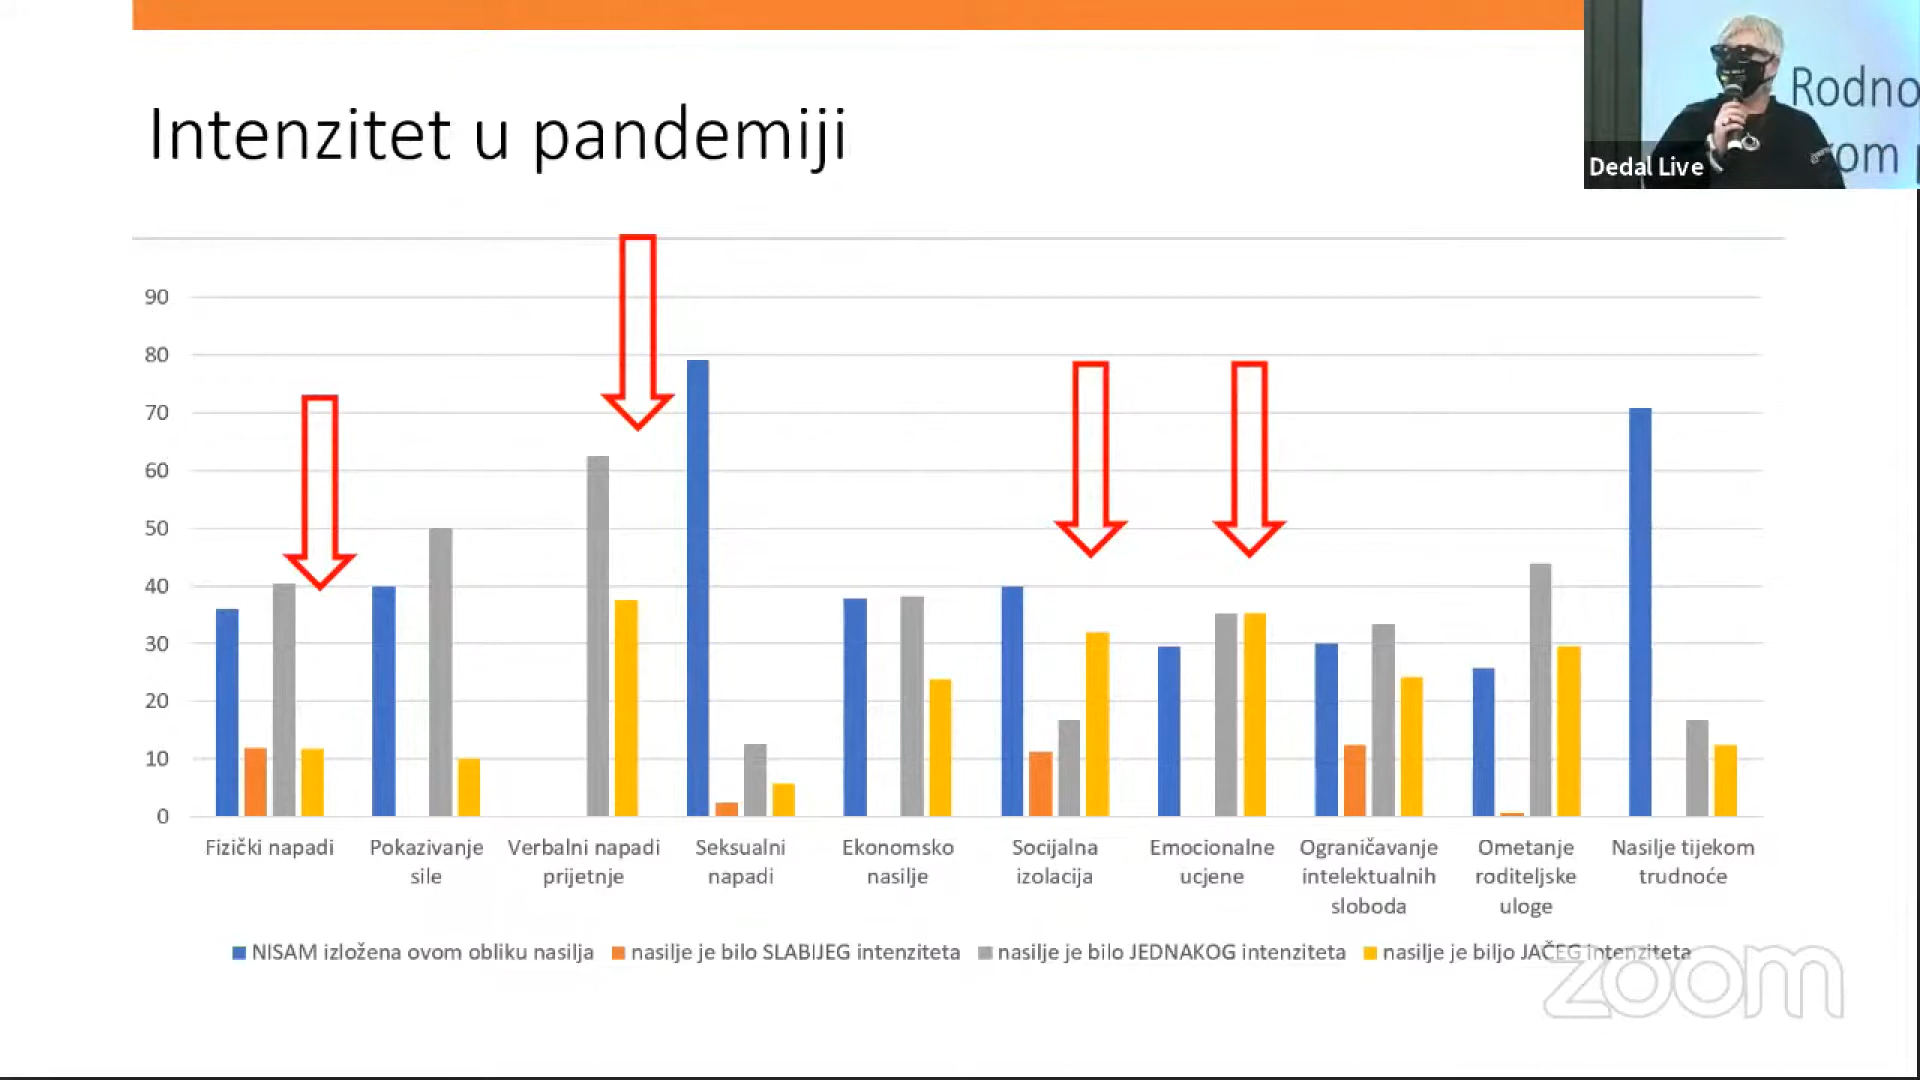 Intenzitet u pandemiji
Rodno
om
Dedal Live
90
80
70
60
50
40
30
20
10
0
Fizički napadi
Pokazivanje
sile
Verbalni napadi
prijetnje
Seksualni
napadi
Ekonomsko
nasilje
Socijalna
izolacija
Emocionalne
ucjene
Ograničavanje
intelektualnih
sloboda
Ometanje
roditeljske
uloge
Nasilje tijekom
trudnoće
NISAM izložena ovom obliku nasilja
nasilje je bilo SLABIJEG intenziteta
nasilje je bilo JEDNAKOG intenziteta
nasilje je biljo JAČEG intenziteta
zoom